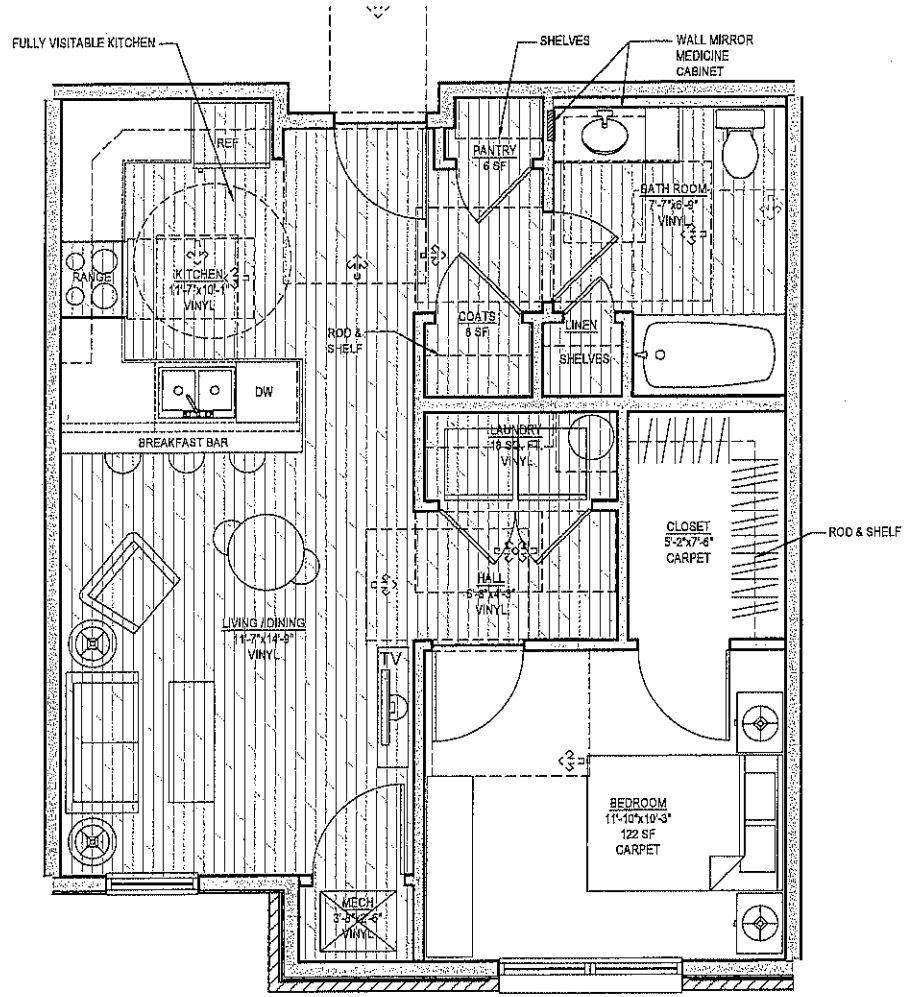 FULLY VISITABLE KITCHEN
SHELVES
WALL MIRROR
MEDICINE
CABINET
REF
PANTRY
6 SF
BATH ROOM
7'-7"x6'-9"
VINYL
RANGE
KITCHEN
11'-7"x10'-1"
VINYL
COATS
6 SF
LINEN
SHELVES
ROD &
SHELF
DW
BREAKFAST BAR
LAUNDRY
18 SQ. FT.
VINYL
CLOSET
5'-2"x7'-6"
CARPET
ROD & SHELF
HALL
VINYL
LIVING / DINING
11'-7"x14'-9"
VINYL
TV
BEDROOM
11'-10"x10'-3"
122 SF
CARPET
MECH
VINYL